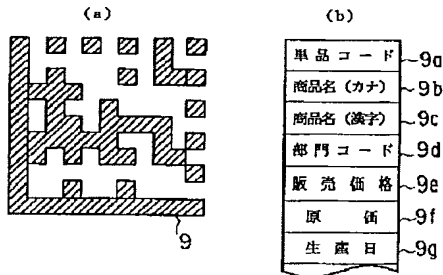 (a)
9
(b)
単品コード 9a
商品名(カナ) 9b
商品名(漢字) 9c
部門コード 9d
販売価格 9e
原価 9f
生産日 9g